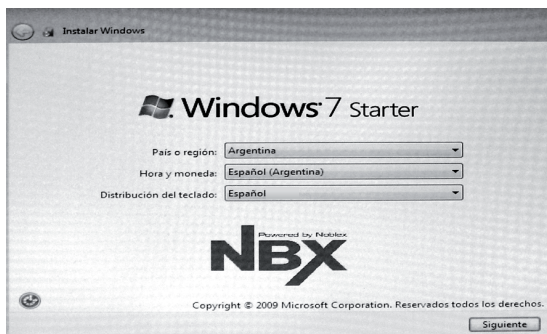 Instalar Windows
Windows 7 Starter
País o región: Argentina
Hora y moneda: Español (Argentina)
Distribución del teclado: Español
Powered by Noblex
NBX
Copyright © 2009 Microsoft Corporation. Reservados todos los derechos.
Siguiente